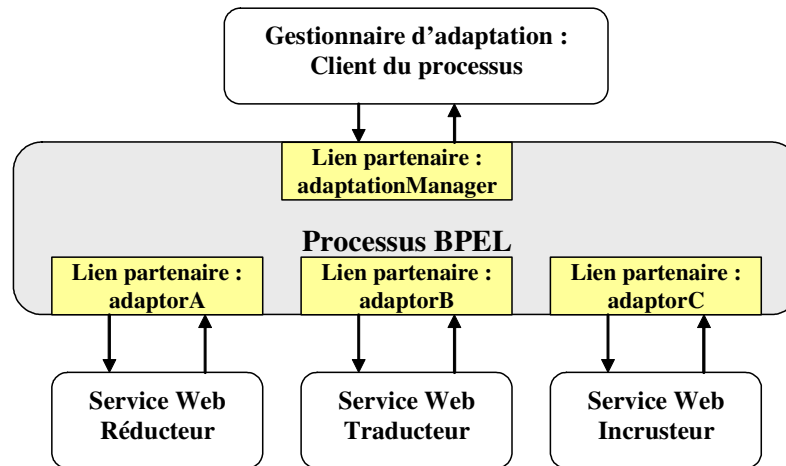 Gestionnaire d’adaptation :
Client du processus
Lien partenaire :
adaptationManager
Processus BPEL
Lien partenaire :
adaptorA
Lien partenaire :
adaptorB
Lien partenaire :
adaptorC
Service Web
Réducteur
Service Web
Traducteur
Service Web
Incrusteur